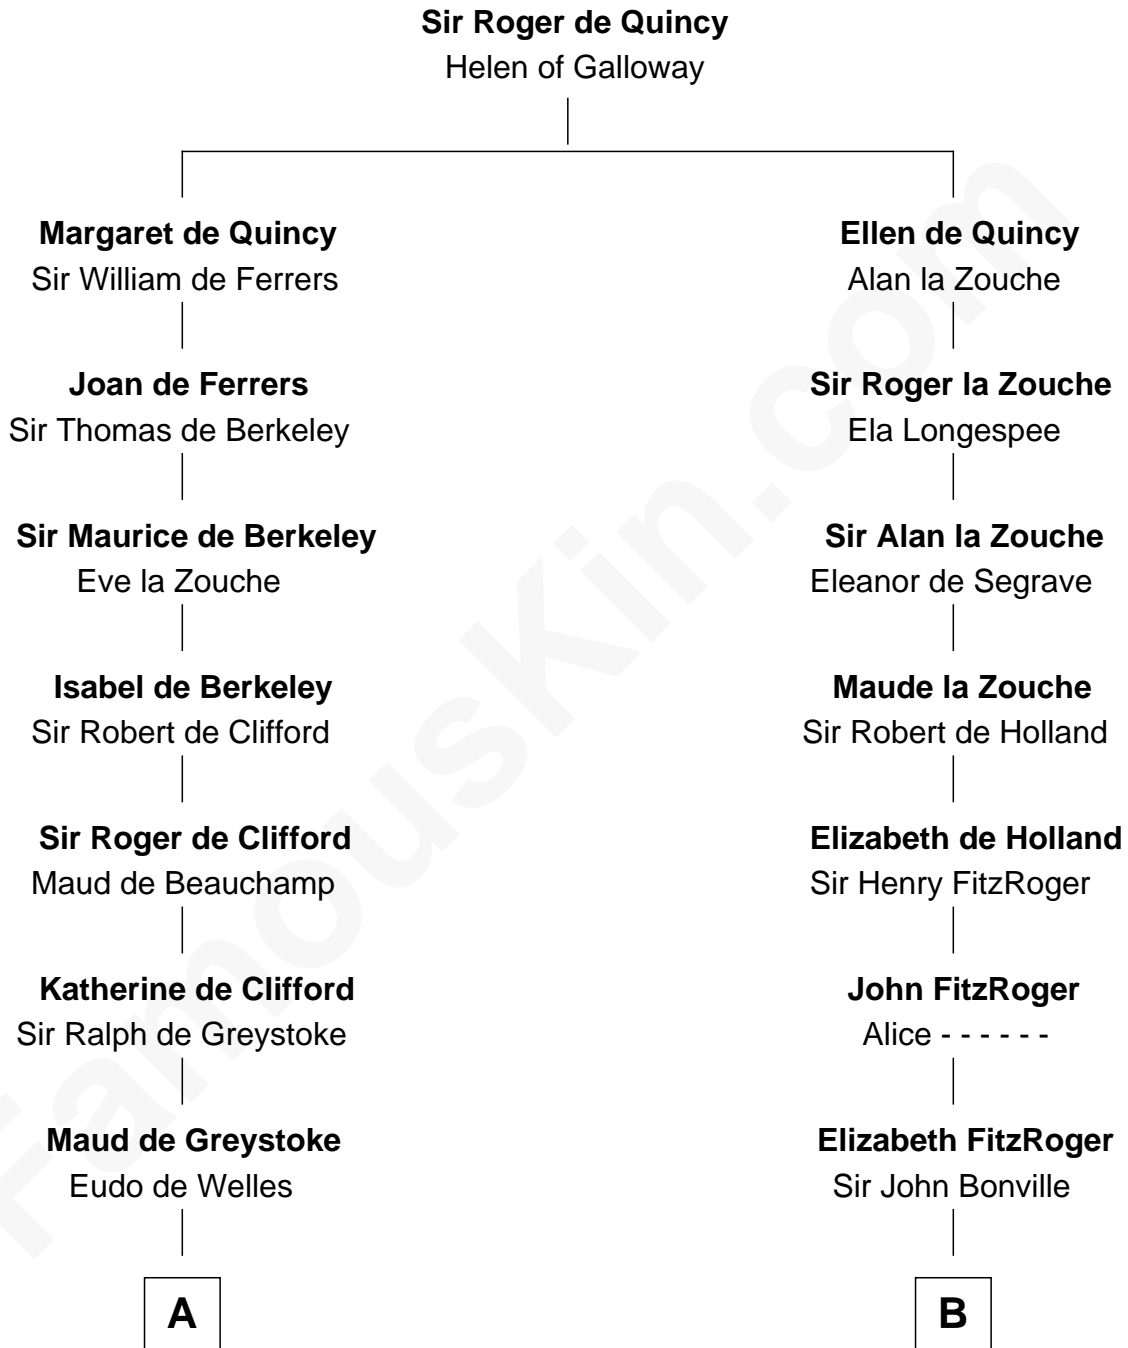 Sir Roger de Quincy
Helen of Galloway
Margaret de Quincy
Sir William de Ferrers
Ellen de Quincy
Alan la Zouche
Joan de Ferrers
Sir Thomas de Berkeley
Sir Roger la Zouche
Ela Longespee
Sir Maurice de Berkeley
Eve la Zouche
Sir Alan la Zouche
Eleanor de Segrave
Isabel de Berkeley
Sir Robert de Clifford
Maude la Zouche
Sir Robert de Holland
Sir Roger de Clifford
Maud de Beauchamp
Elizabeth de Holland
Sir Henry FitzRoger
Katherine de Clifford
Sir Ralph de Greystoke
John FitzRoger
Alice - - - - - -
Maud de Greystoke
Eudo de Welles
Elizabeth FitzRoger
Sir John Bonville
A
B
FamousKin.com